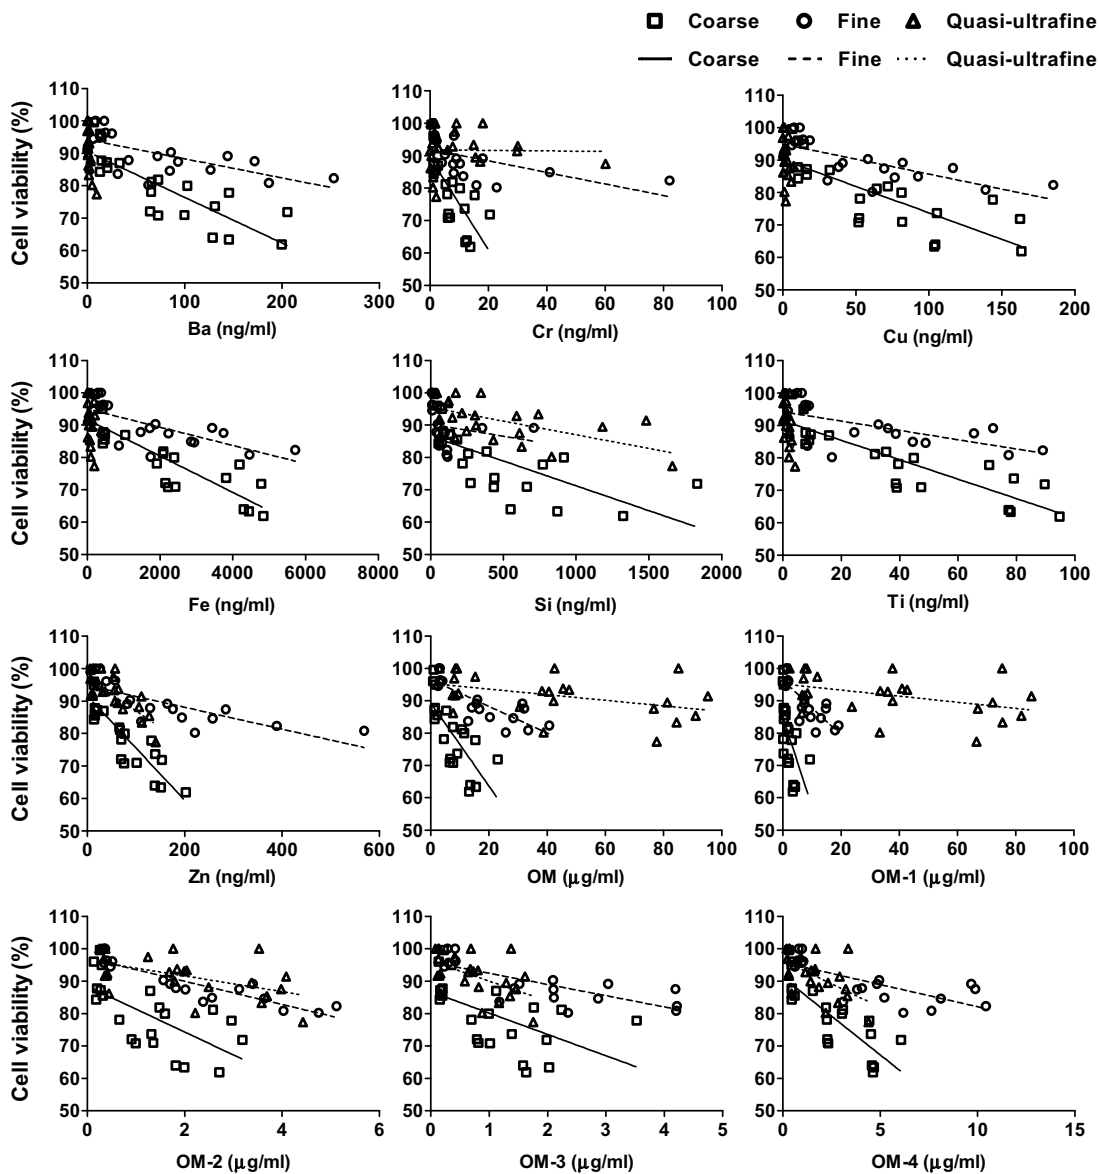 Coarse Fine Quasi-ultrafine
Coarse Fine Quasi-ultrafine
Cell viability (%)
110
100
90
80
70
60
50
0 100 200 300
Ba (ng/ml)
110
100
90
80
70
60
50
0 20 40 60 80 100
Cr (ng/ml)
110
100
90
80
70
60
50
0 50 100 150 200
Cu (ng/ml)
Cell viability (%)
110
100
90
80
70
60
50
0 2000 4000 6000 8000
Fe (ng/ml)
110
100
90
80
70
60
50
0 500 1000 1500 2000
Si (ng/ml)
110
100
90
80
70
60
50
0 20 40 60 80 100
Ti (ng/ml)
Cell viability (%)
110
100
90
80
70
60
50
0 200 400 600
Zn (ng/ml)
110
100
90
80
70
60
50
0 20 40 60 80 100
OM (µg/ml)
110
100
90
80
70
60
50
0 20 40 60 80 100
OM-1 (µg/ml)
Cell viability (%)
110
100
90
80
70
60
50
0 2 4 6
OM-2 (µg/ml)
110
100
90
80
70
60
50
0 1 2 3 4 5
OM-3 (µg/ml)
110
100
90
80
70
60
50
0 5 10 15
OM-4 (µg/ml)